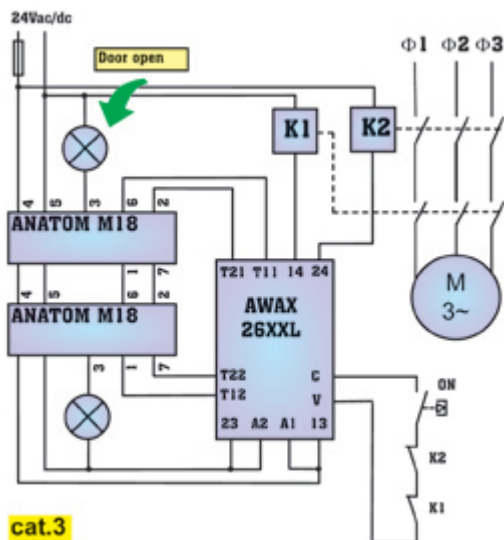 24Vac/dc
Door open
Φ1 Φ2 Φ3
K1 K2
4 5 3 6 2
ANATOM M18
1 7
4 5 6 2
ANATOM M18
3 1 7
T21 T11 14 24
AWAX
26XXL
T22 C
T12 V
23 A2 A1 13
M
3~
ON
K2
K1
cat.3